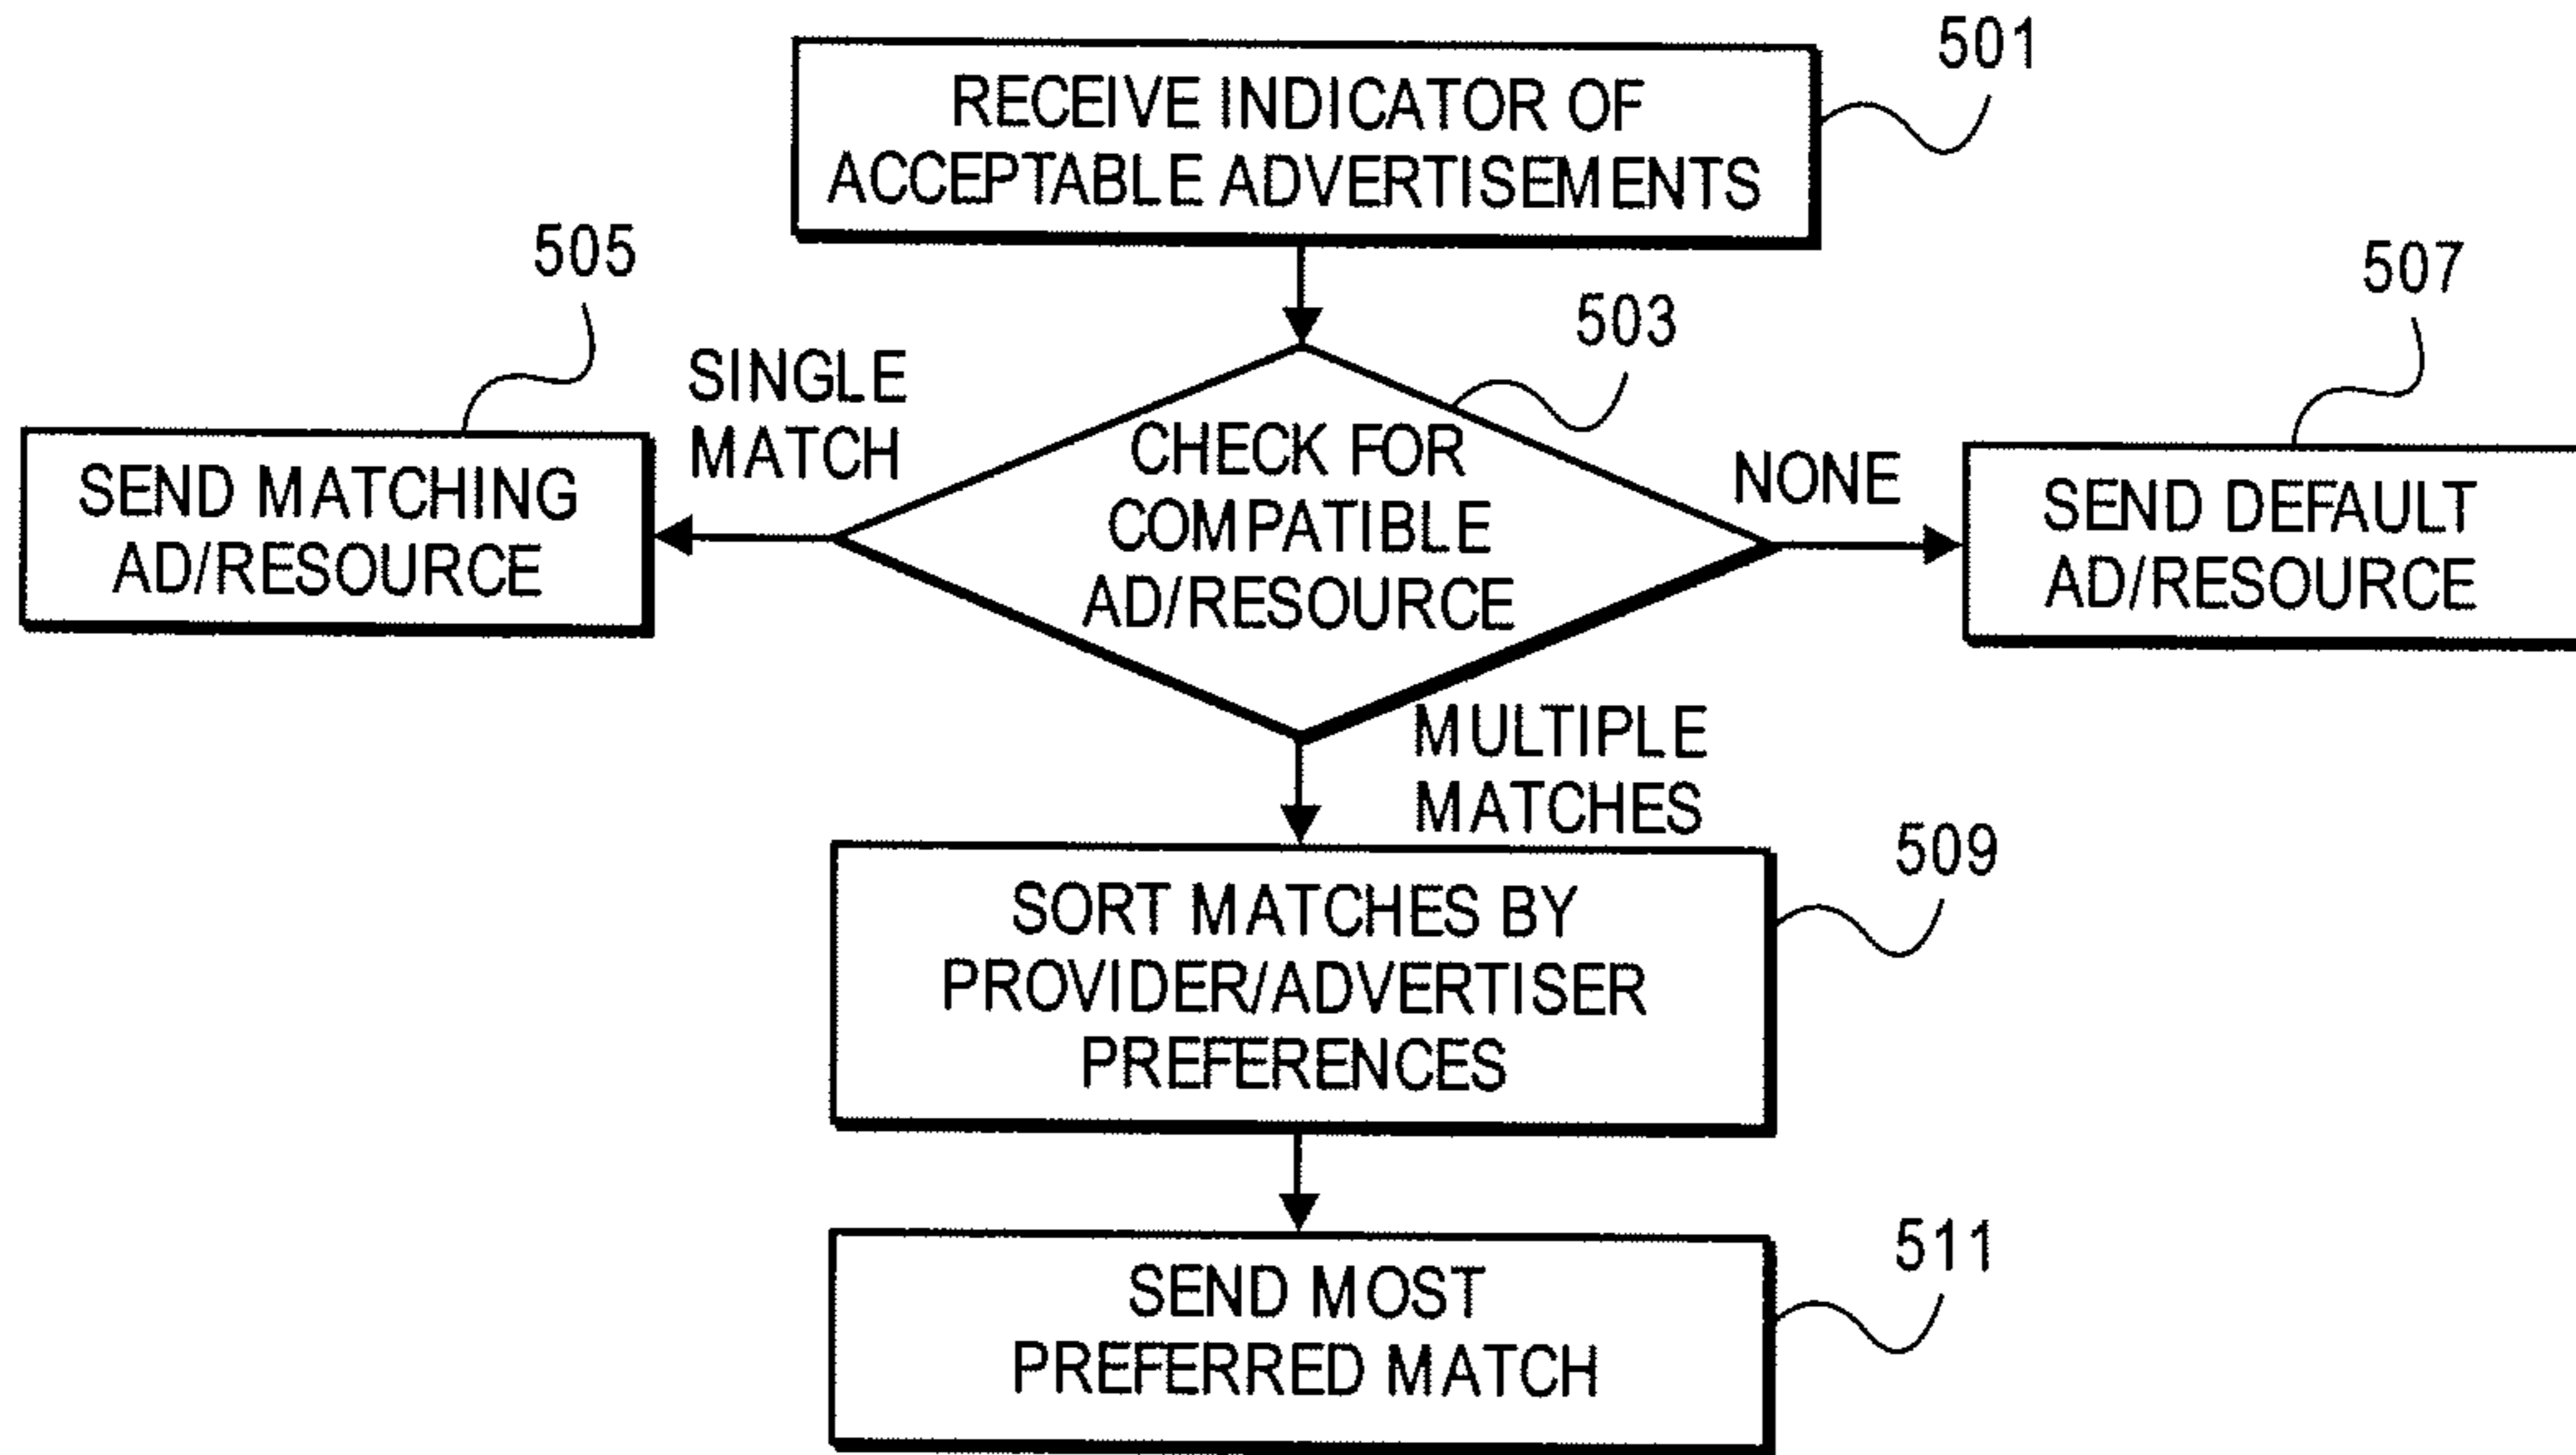 501
RECEIVE INDICATOR OF
ACCEPTABLE ADVERTISEMENTS
505
507
503
SINGLE
MATCH
CHECK FOR
COMPATIBLE
AD/RESOURCE
NONE
SEND MATCHING
AD/RESOURCE
SEND DEFAULT
AD/RESOURCE
MULTIPLE
MATCHES
509
SORT MATCHES BY
PROVIDER/ADVERTISER
PREFERENCES
511
SEND MOST
PREFERRED MATCH